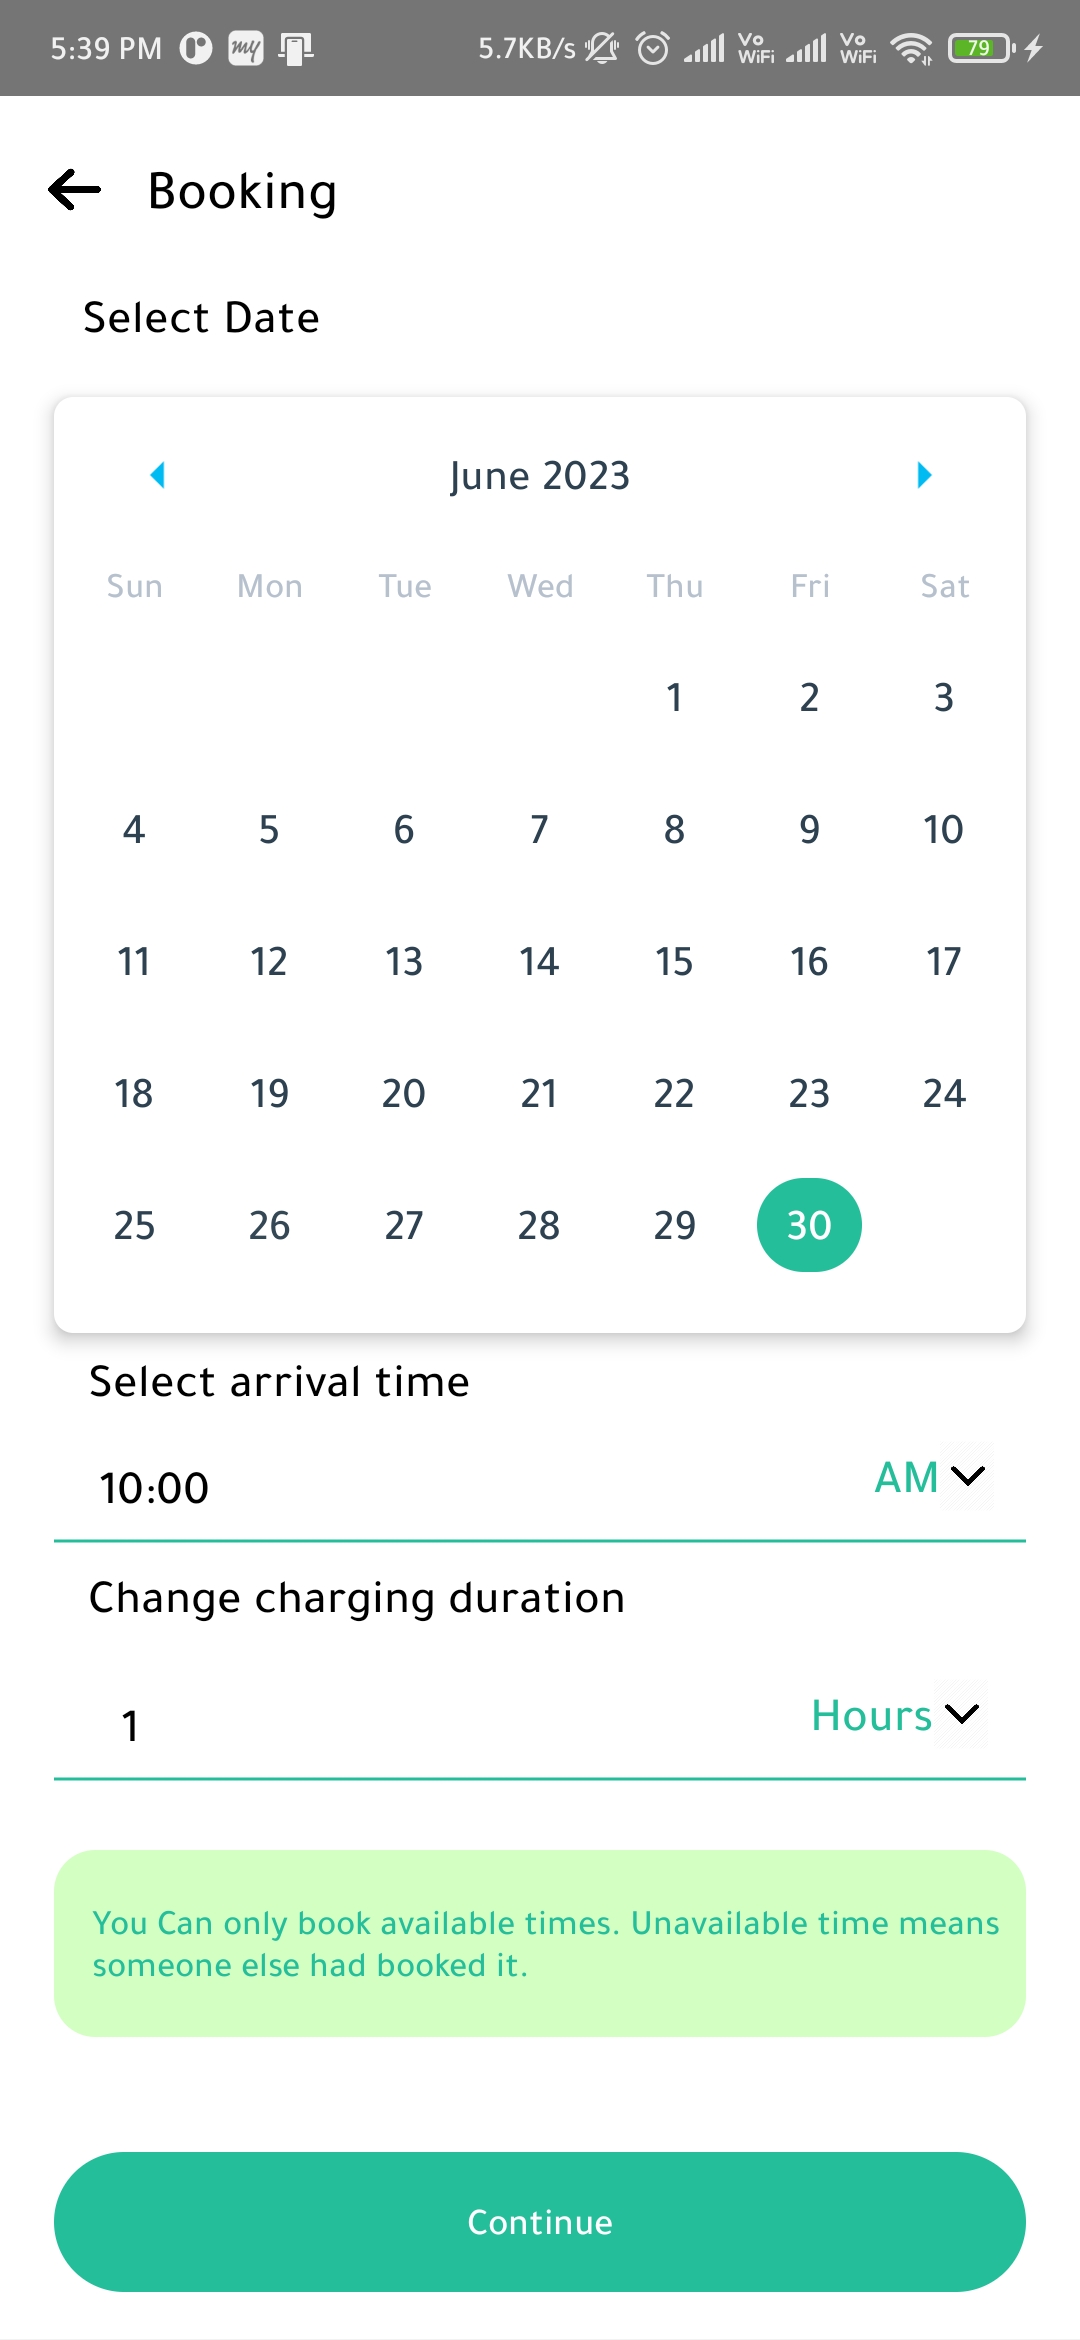 5:39 PM my 5.7KB/s Vo WiFi Vo WiFi 79
Booking
Select Date
June 2023
Sun Mon Tue Wed Thu Fri Sat
1 2 3
4 5 6 7 8 9 10
11 12 13 14 15 16 17
18 19 20 21 22 23 24
25 26 27 28 29 30
Select arrival time
10:00 AM
Change charging duration
1 Hours
You Can only book available times. Unavailable time means
someone else had booked it.
Continue